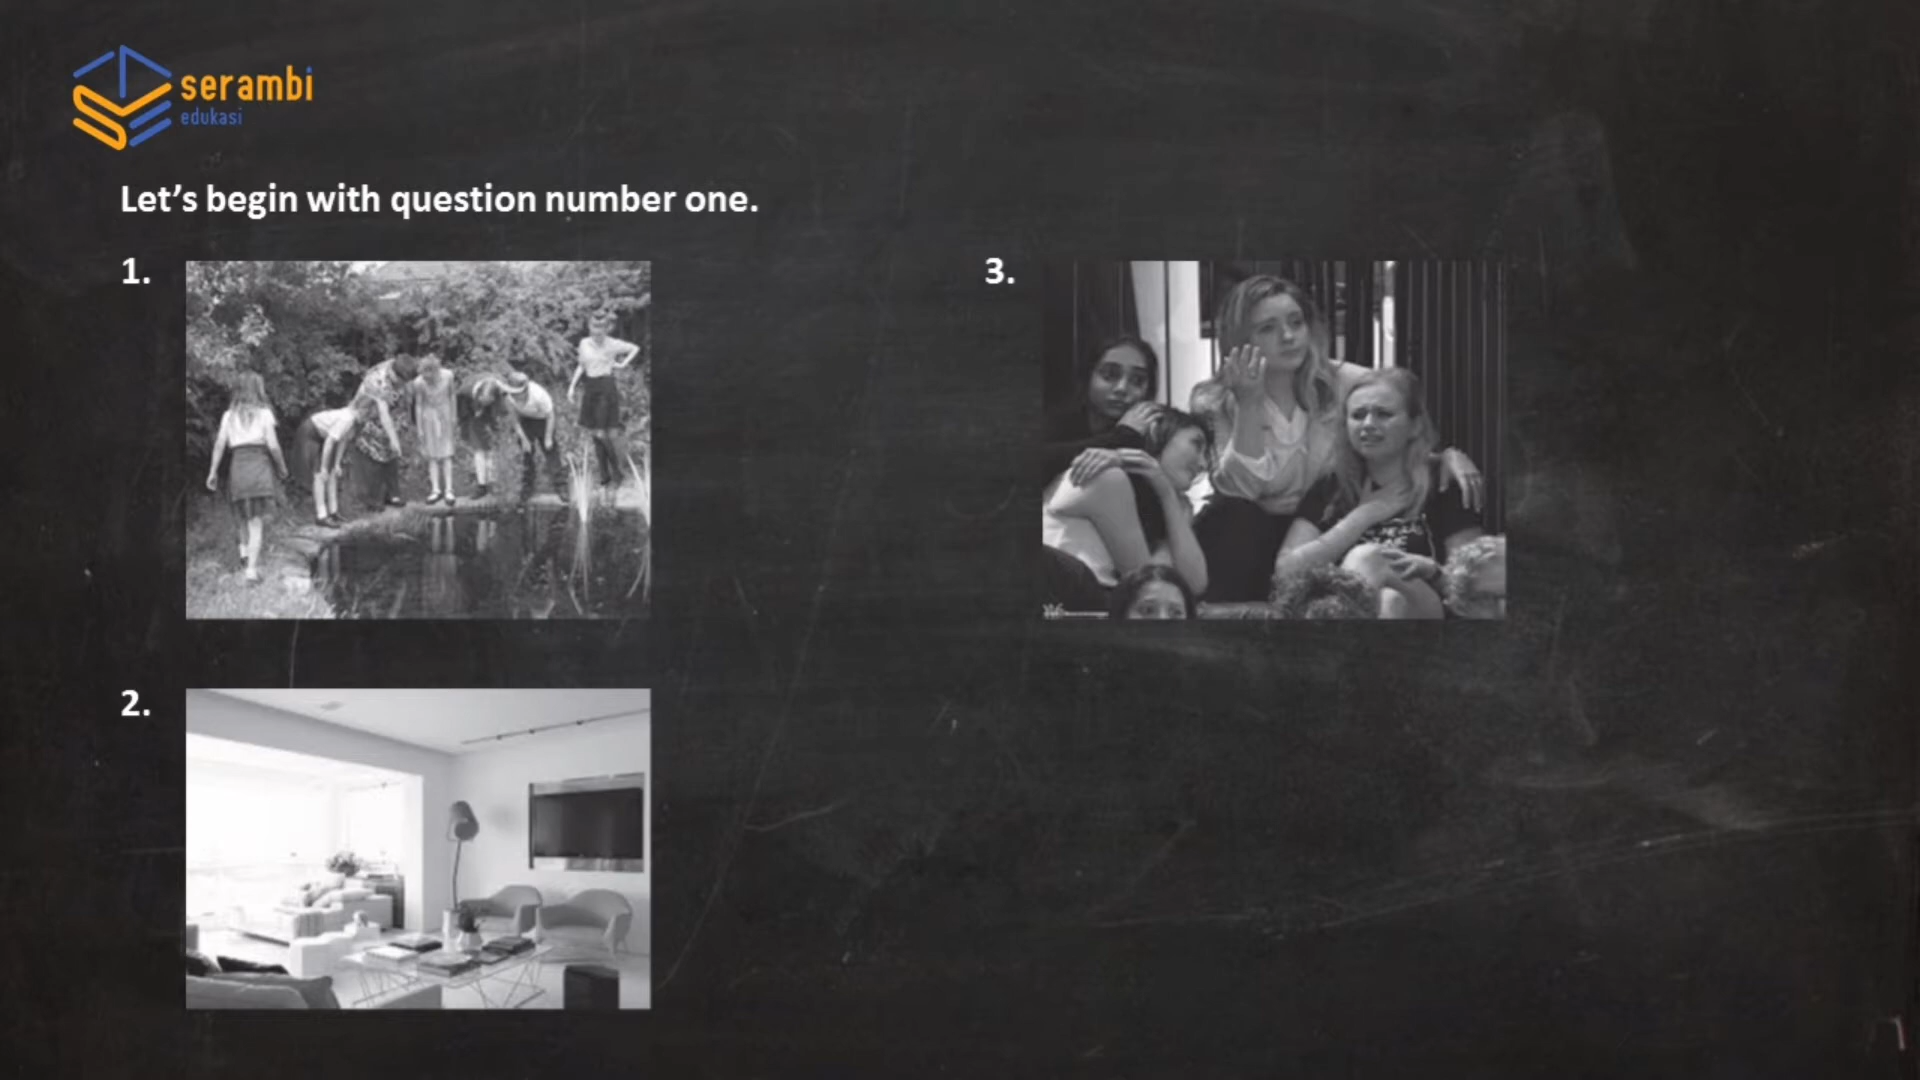 serambi
edukasi
Let's begin with question number one.
1.
3.
2.